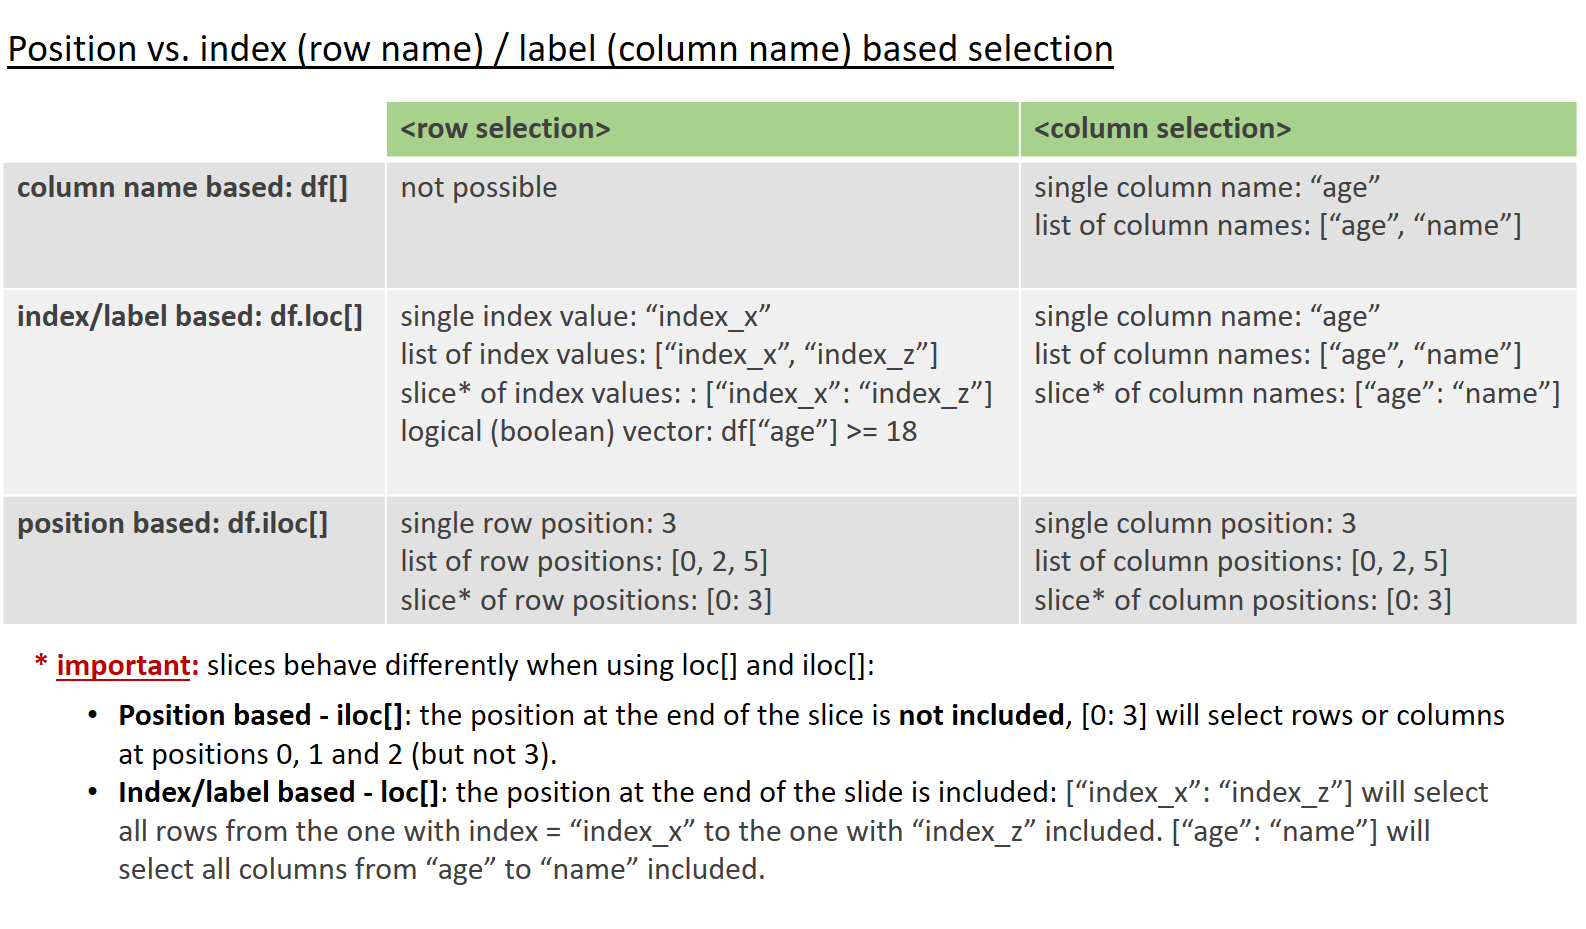 Position vs. index (row name) / label (column name) based selection
<row selection>
<column selection>
column name based: df[]
not possible
single column name: “age”
list of column names: [“age”, “name”]
index/label based: df.loc[]
single index value: “index_x”
list of index values: [“index_x”, “index_z”]
slice* of index values: : [“index_x”: “index_z”]
logical (boolean) vector: df[“age”] >= 18
single column name: “age”
list of column names: [“age”, “name”]
slice* of column names: [“age”: “name”]
position based: df.iloc[]
single row position: 3
list of row positions: [0, 2, 5]
slice* of row positions: [0: 3]
single column position: 3
list of column positions: [0, 2, 5]
slice* of column positions: [0: 3]
* important: slices behave differently when using loc[] and iloc[]:
• Position based - iloc[]: the position at the end of the slice is not included, [0: 3] will select rows or columns
at positions 0, 1 and 2 (but not 3).
• Index/label based - loc[]: the position at the end of the slide is included: [“index_x”: “index_z”] will select
all rows from the one with index = “index_x” to the one with “index_z” included. [“age”: “name”] will
select all columns from “age” to “name” included.